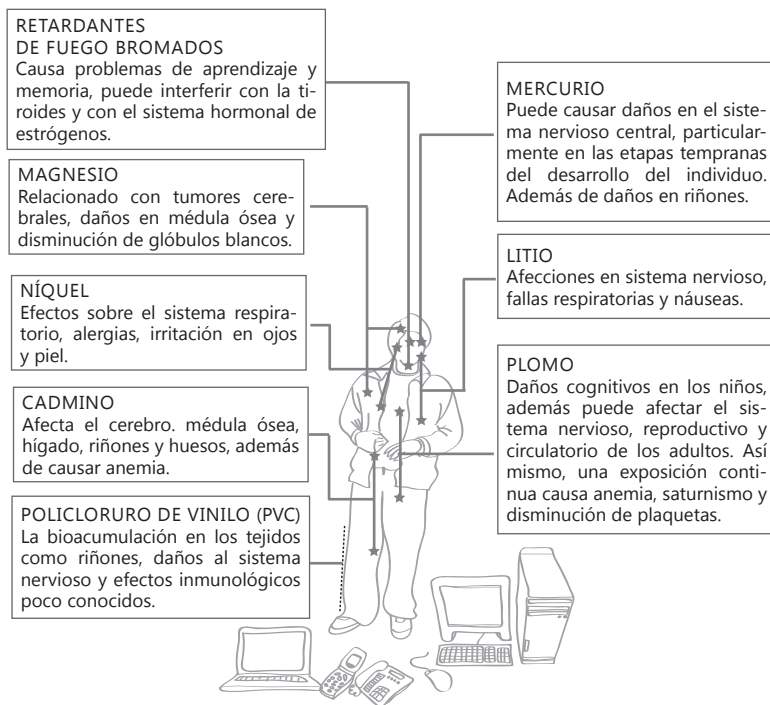 RETARDANTES
DE FUEGO BROMADOS
Causa problemas de aprendizaje y
memoria, puede interferir con la ti-
roides y con el sistema hormonal de
estrógenos.
MAGNESIO
Relacionado con tumores cere-
brales, daños en médula ósea y
disminución de glóbulos blancos.
NÍQUEL
Efectos sobre el sistema respira-
torio, alergias, irritación en ojos
y piel.
CADMINO
Afecta el cerebro. médula ósea,
hígado, riñones y huesos, además
de causar anemia.
POLICLORURO DE VINILO (PVC)
La bioacumulación en los tejidos
como riñones, daños al sistema
nervioso y efectos inmunológicos
poco conocidos.
MERCURIO
Puede causar daños en el siste-
ma nervioso central, particular-
mente en las etapas tempranas
del desarrollo del individuo.
Además de daños en riñones.
LITIO
Afecciones en sistema nervioso,
fallas respiratorias y náuseas.
PLOMO
Daños cognitivos en los niños,
además puede afectar el sis-
tema nervioso, reproductivo y
circulatorio de los adultos. Así
mismo, una exposición conti-
nua causa anemia, saturnismo y
disminución de plaquetas.